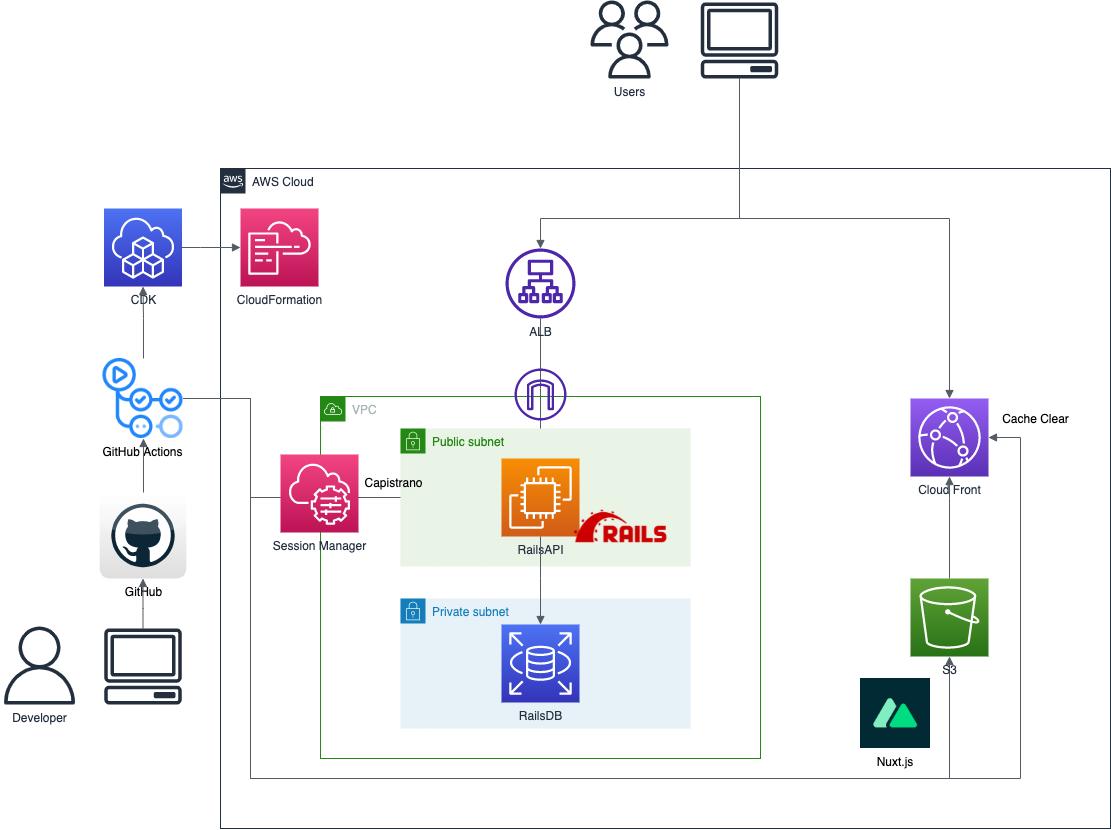 Users
aws
AWS Cloud
CDK
CloudFormation
ALB
GitHub Actions
VPC
Public subnet
Cache Clear
Capistrano
Cloud Front
RAILS
Session Manager
RailsAPI
GitHub
Private subnet
S3
Developer
RailsDB
Nuxt.js